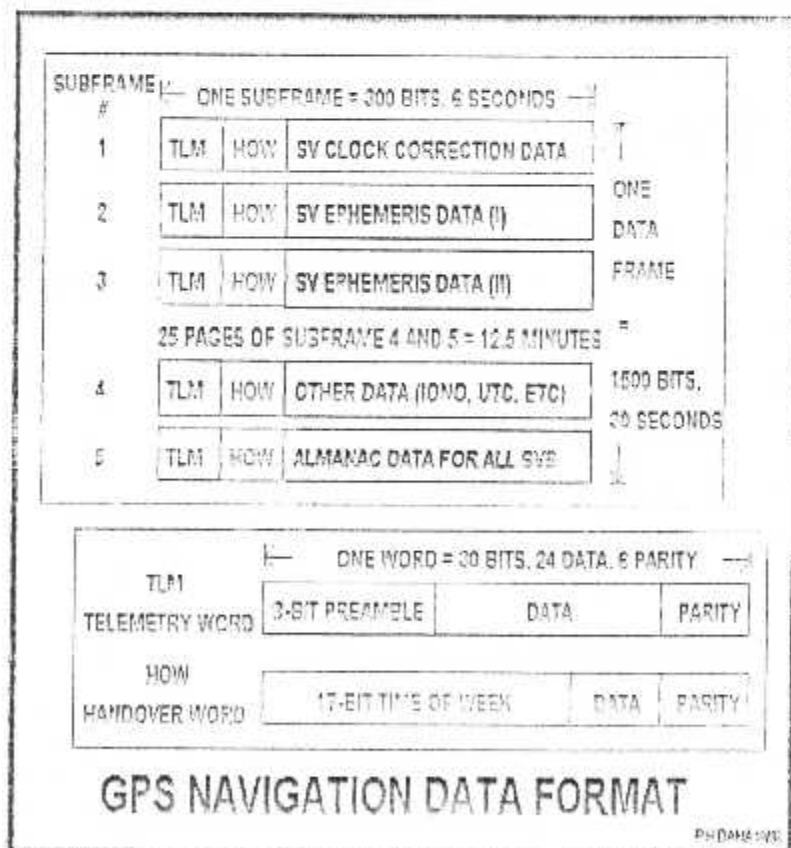 SUBFRAME
#
ONE SUBFRAME = 300 BITS, 6 SECONDS
1 TLM HOW SV CLOCK CORRECTION DATA
ONE
2 TLM HOW SV EPHEMERIS DATA (I)
DATA
3 TLM HOW SV EPHEMERIS DATA (II)
FRAME
25 PAGES OF SUBFRAME 4 AND 5 = 12.5 MINUTES
=
4 TLM HOW OTHER DATA (IONO, UTC, ETC)
1500 BITS,
30 SECONDS
5 TLM HOW ALMANAC DATA FOR ALL SVS
ONE WORD = 30 BITS, 24 DATA, 6 PARITY
TLM
TELEMETRY WORD
8-BIT PREAMBLE DATA PARITY
HOW
HANDOVER WORD
17-BIT TIME OF WEEK DATA PARITY
GPS NAVIGATION DATA FORMAT